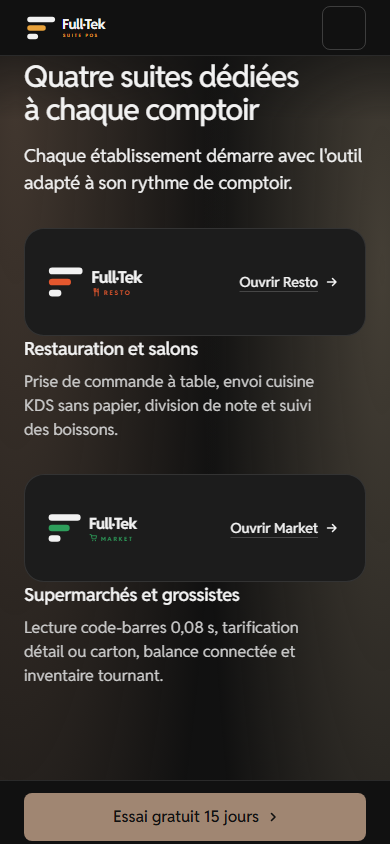 Full·Tek
SUITE POS
Quatre suites dédiées
à chaque comptoir
Chaque établissement démarre avec l'outil
adapté à son rythme de comptoir.
Full·Tek
RESTO
Ouvrir Resto →
Restauration et salons
Prise de commande à table, envoi cuisine
KDS sans papier, division de note et suivi
des boissons.
Full·Tek
MARKET
Ouvrir Market →
Supermarchés et grossistes
Lecture code-barres 0,08 s, tarification
détail ou carton, balance connectée et
inventaire tournant.
Essai gratuit 15 jours >